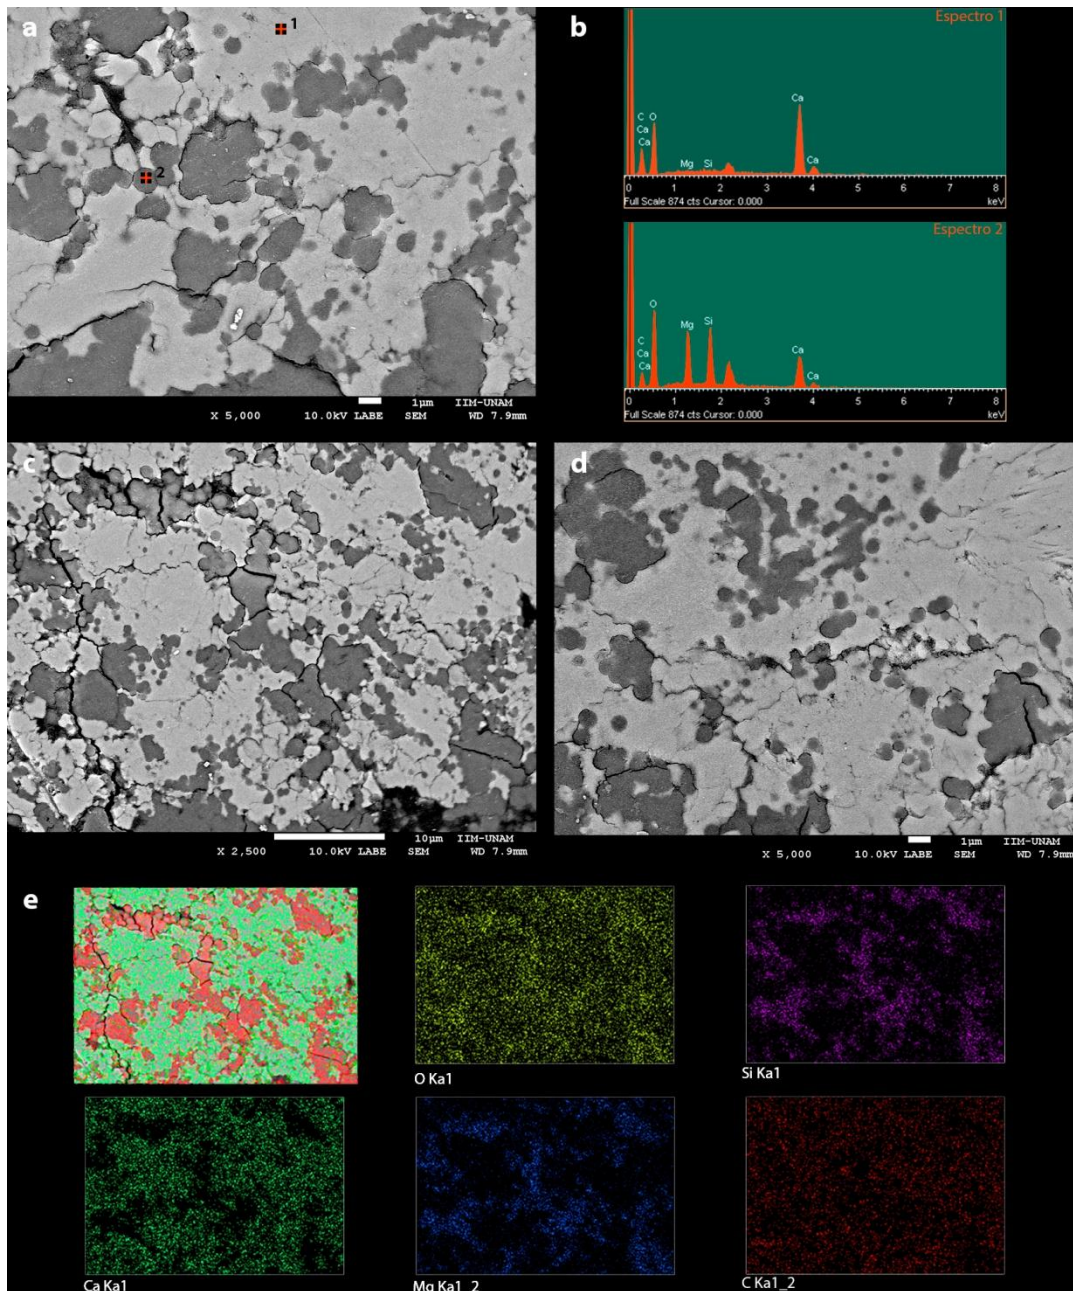 a
1
2
1µm IIM-UNAM
X 5,000 10.0kV LABE SEM WD 7.9mm
b
Espectro 1
C
Ca
Ca
O
Mg
Si
Ca
Ca
0 1 2 3 4 5 6 7 8
Full Scale 874 cts Cursor: 0.000 keV
Espectro 2
C
Ca
Ca
O
Mg
Si
Ca
Ca
0 1 2 3 4 5 6 7 8
Full Scale 874 cts Cursor: 0.000 keV
c
10µm IIM-UNAM
X 2,500 10.0kV LABE SEM WD 7.9mm
d
1µm IIM-UNAM
X 5,000 10.0kV LABE SEM WD 7.9mm
e
O Ka1
Si Ka1
Ca Ka1
Mg Ka1_2
C Ka1_2